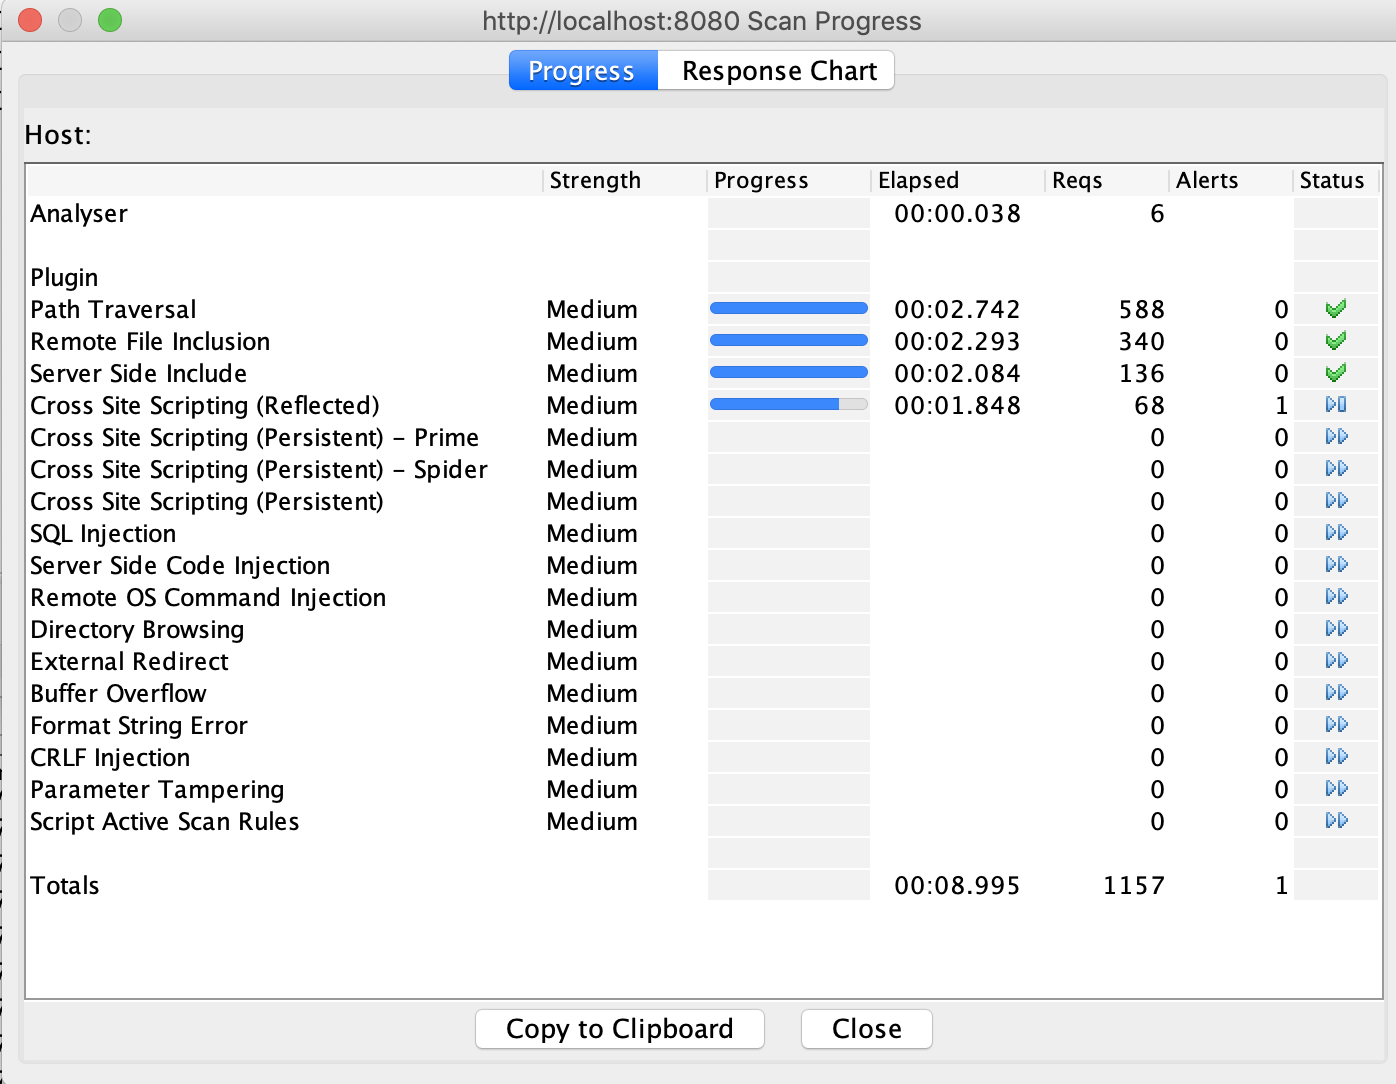 http://localhost:8080 Scan Progress
Progress Response Chart
Host:
Strength Progress Elapsed Reqs Alerts Status
Analyser 00:00.038 6
Plugin
Path Traversal Medium 00:02.742 588 0
Remote File Inclusion Medium 00:02.293 340 0
Server Side Include Medium 00:02.084 136 0
Cross Site Scripting (Reflected) Medium 00:01.848 68 1
Cross Site Scripting (Persistent) – Prime Medium 0 0
Cross Site Scripting (Persistent) – Spider Medium 0 0
Cross Site Scripting (Persistent) Medium 0 0
SQL Injection Medium 0 0
Server Side Code Injection Medium 0 0
Remote OS Command Injection Medium 0 0
Directory Browsing Medium 0 0
External Redirect Medium 0 0
Buffer Overflow Medium 0 0
Format String Error Medium 0 0
CRLF Injection Medium 0 0
Parameter Tampering Medium 0 0
Script Active Scan Rules Medium 0 0
Totals 00:08.995 1157 1
Copy to Clipboard Close